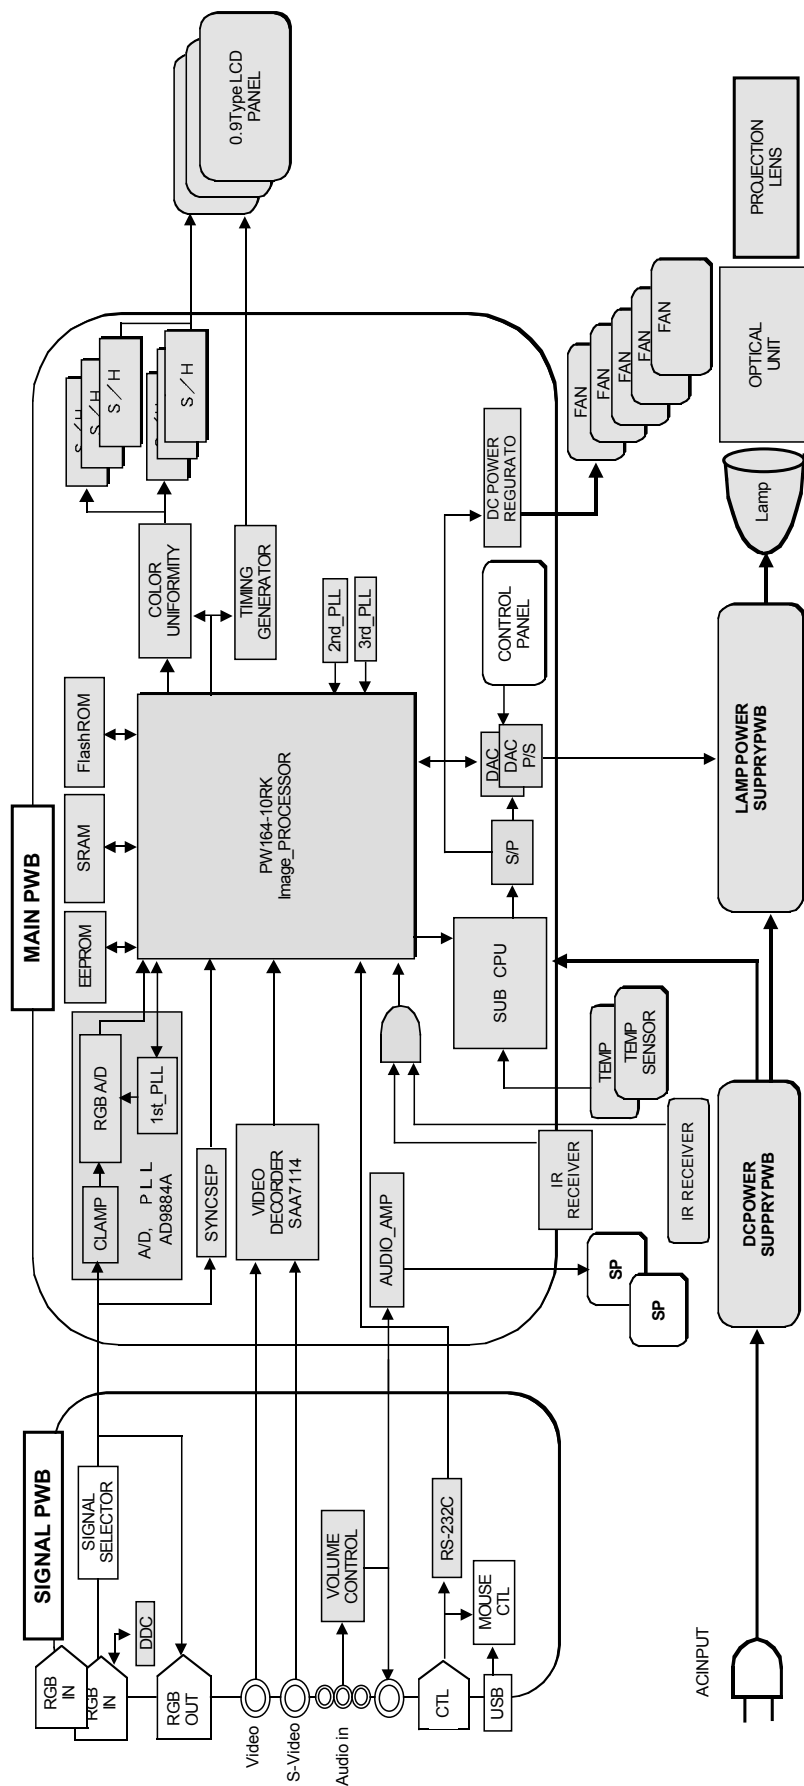 SIGNAL PWB
RGB
IN
RGB
IN
DDC
SIGNAL
SELECTOR
RGB
OUT
Video
S-Video
Audio in
VOLUME
CONTROL
CTL
RS-232C
USB
MOUSE
CTL
MAIN PWB
CLAMP
RGB A/D
1st_PLL
A/D, P L L
AD9884A
SYNCSEP
VIDEO
DECORDER
SAA7114
AUDIO_AMP
EEPROM
SRAM
FlashROM
PW164-10RK
Image_PROCESSOR
COLOR
UNIFORMITY
TIMING
GENERATOR
2nd_PLL
3rd_PLL
S／H
S／H
S／H
S／H
0.9Type LCD
PANEL
SUB CPU
S/P
DAC
DAC
P/S
CONTROL
PANEL
DC POWER
REGURATO
FAN
FAN
FAN
FAN
FAN
IR
RECEIVER
IR RECEIVER
TEMP
TEMP
SENSOR
SP
SP
ACINPUT
DCPOWER
SUPPRYPWB
LAMPPOWER
SUPPRYPWB
Lamp
OPTICAL
UNIT
PROJECTION
LENS